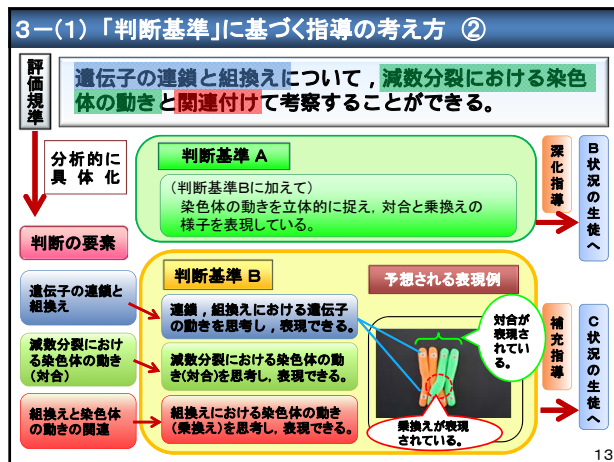 3－(1) 「判断基準」に基づく指導の考え方 ②
評価規準
遺伝子の連鎖と組換えについて，減数分裂における染色
体の動きと関連付けて考察することができる。
分析的に
具体化
判断の要素
判断基準 A
（判断基準Bに加えて）
染色体の動きを立体的に捉え，対合と乗換えの
様子を表現している。
深化指導
B状況の生徒へ
遺伝子の連鎖と
組換え
減数分裂におけ
る染色体の動き
（対合）
組換えと染色体
の動きの関連
判断基準 B
連鎖，組換えにおける遺伝子
の動きを思考し，表現できる。
減数分裂における染色体の動
き（対合）を思考し，表現できる。
組換えにおける染色体の動き
（乗換え）を思考し，表現できる。
予想される表現例
対合が
表現さ
れてい
る。
乗換えが表現
されている。
補充指導
C状況の生徒へ
13